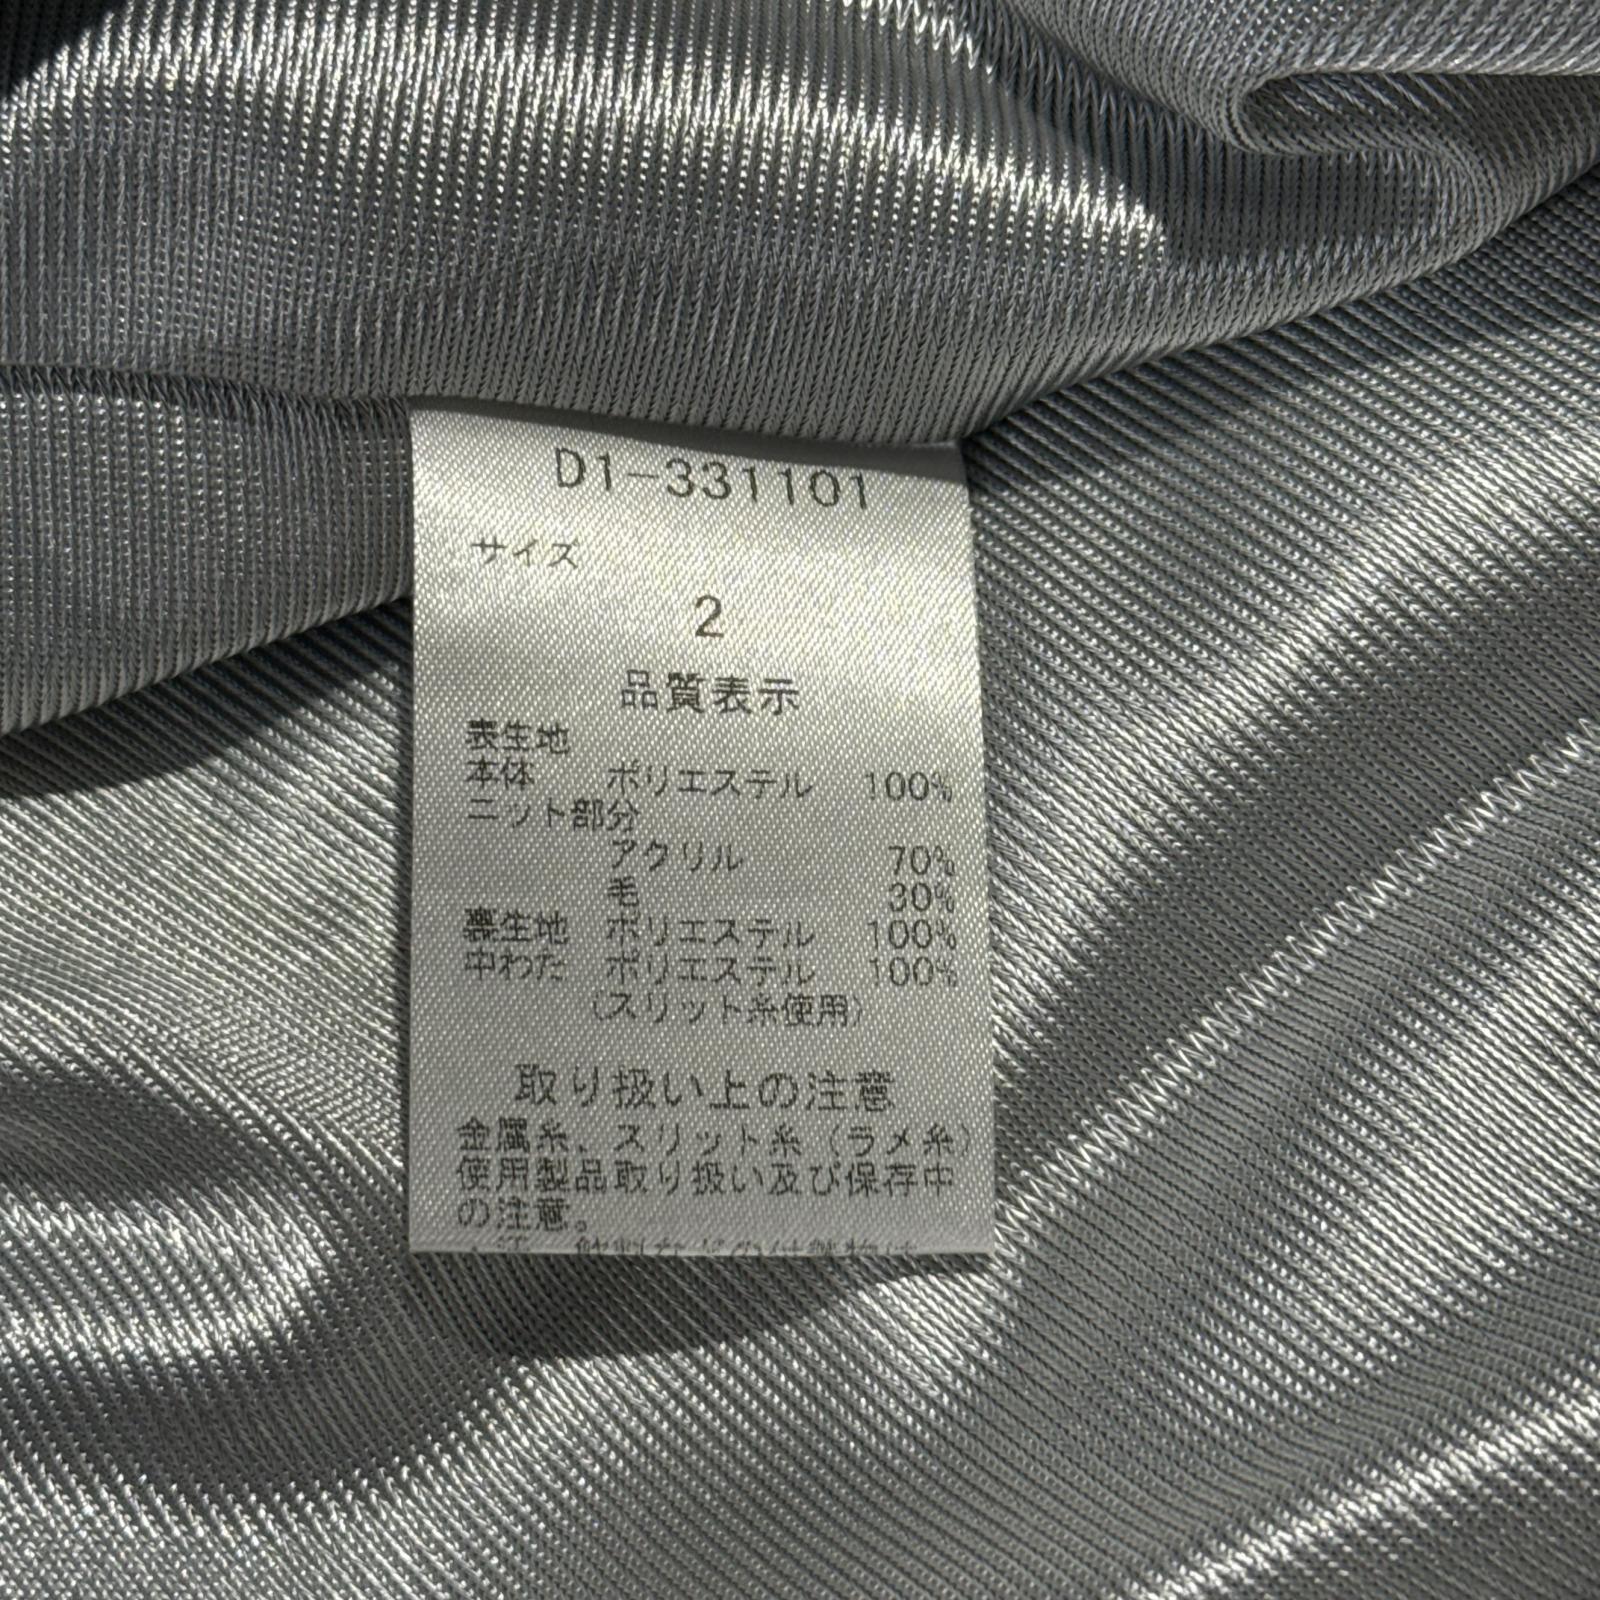 D1-331101
サイズ
2
品質表示
表生地
本体 ポリエステル 100%
ニット部分
アクリル 70%
毛 30%
裏生地 ポリエステル 100%
中わた ポリエステル 100%
(スリット糸使用)
取り扱い上の注意
金属糸、スリット糸(ラメ糸)
使用製品取り扱い及び保存中
の注意。